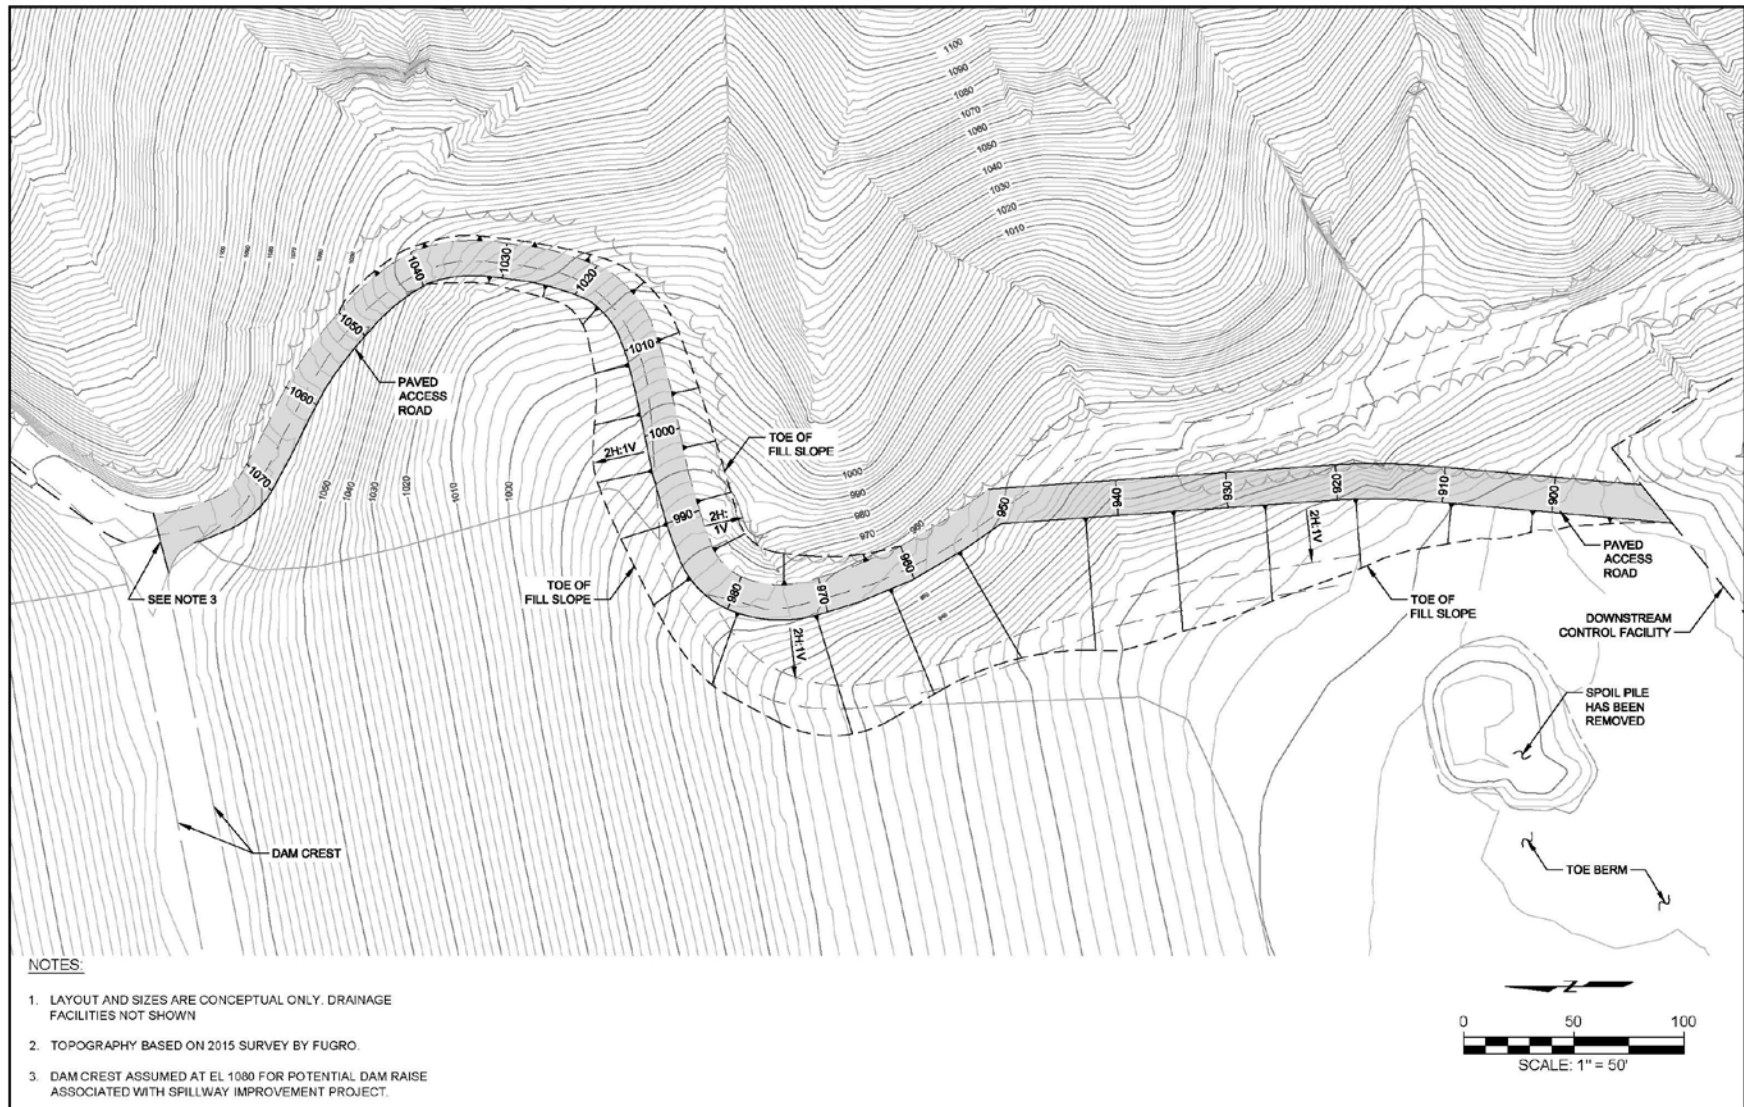 1100
1090
1080
1070
1060
1050
1040
1030
1020
1010
1040
1030
1020
1050
1010
1060
1070
PAVED
ACCESS
ROAD
1000
2H:1V
TOE OF
FILL SLOPE
990
2H:
1V
1050
1040
1030
1020
1010
1000
1000
990
980
970
960
950
940
930
920
910
900
980
970
960
2H:1V
2H:1V
SEE NOTE 3
TOE OF
FILL SLOPE
TOE OF
FILL SLOPE
PAVED
ACCESS
ROAD
DOWNSTREAM
CONTROL FACILITY
SPOIL PILE
HAS BEEN
REMOVED
DAM CREST
TOE BERM
NOTES:
1. LAYOUT AND SIZES ARE CONCEPTUAL ONLY. DRAINAGE
FACILITIES NOT SHOWN
2. TOPOGRAPHY BASED ON 2015 SURVEY BY FUGRO.
3. DAM CREST ASSUMED AT EL 1080 FOR POTENTIAL DAM RAISE
ASSOCIATED WITH SPILLWAY IMPROVEMENT PROJECT.
Z
0 50 100
SCALE: 1" = 50'